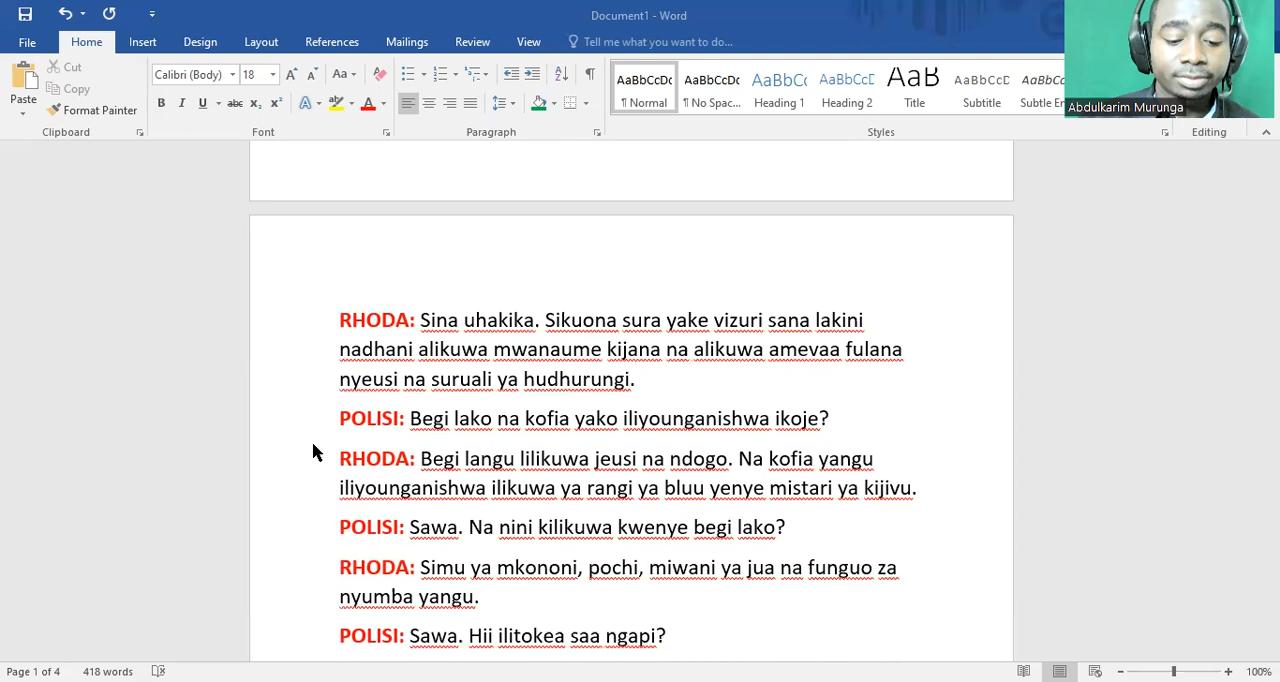 Document1 - Word
File Home Insert Design Layout References Mailings Review View Tell me what you want to do...
Cut
Copy
Format Painter
Paste
Calibri (Body) 18
AaBbCcDc AaBbCcDc AaBbCc AaBbCcC AaB AaBbCcD AaBbCc
¶ Normal ¶ No Spac... Heading 1 Heading 2 Title Subtitle Subtle Em
Clipboard Font Paragraph Styles Editing
Abdulkarim Murunga
RHODA: Sina uhakika. Sikuona sura yake vizuri sana lakini
nadhani alikuwa mwanaume kijana na alikuwa amevaa fulana
nyeusi na suruali ya hudhurungi.
POLISI: Begi lako na kofia yako iliyounganishwa ikoje?
RHODA: Begi langu lilikuwa jeusi na ndogo. Na kofia yangu
iliyounganishwa ilikuwa ya rangi ya bluu yenye mistari ya kijivu.
POLISI: Sawa. Na nini kilikuwa kwenye begi lako?
RHODA: Simu ya mkononi, pochi, miwani ya jua na funguo za
nyumba yangu.
POLISI: Sawa. Hii ilitokea saa ngapi?
Page 1 of 4 418 words 100%